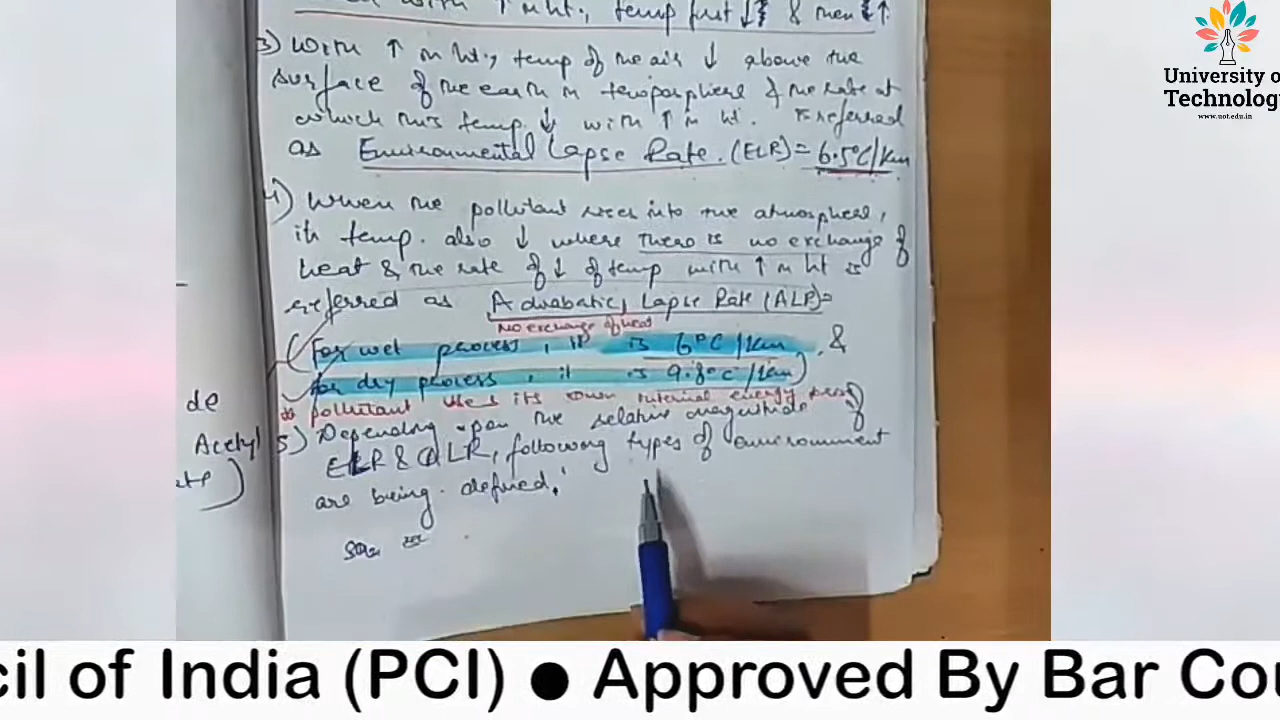 with ↑ in ht., temp first ↓ & then ↑
3) With ↑ in ht., temp of the air ↓ above the
surface of the earth in troposphere & the rate at
which this temp ↓ with ↑ in ht. is referred
as Environmental Lapse Rate. (ELR) = 6.5°C/Km
4) When the pollutant rises into the atmosphere,
its temp. also ↓ where there is no exchange of
heat & the rate of ↓ of temp with ↑ in ht is
referred as Adiabatic Lapse Rate (ALR)=
No exchange of heat
(for wet process, it is 6°C/Km, &
for dry process, it is 9.8°C/Km)
* pollutant uses its own internal energy
5) Depending upon the relative magnitude of
ELR & ALR, following types of environment
are being defined.
de
Acetyl
University of
Technology
www.uot.edu.in
cil of India (PCI) ● Approved By Bar Cou